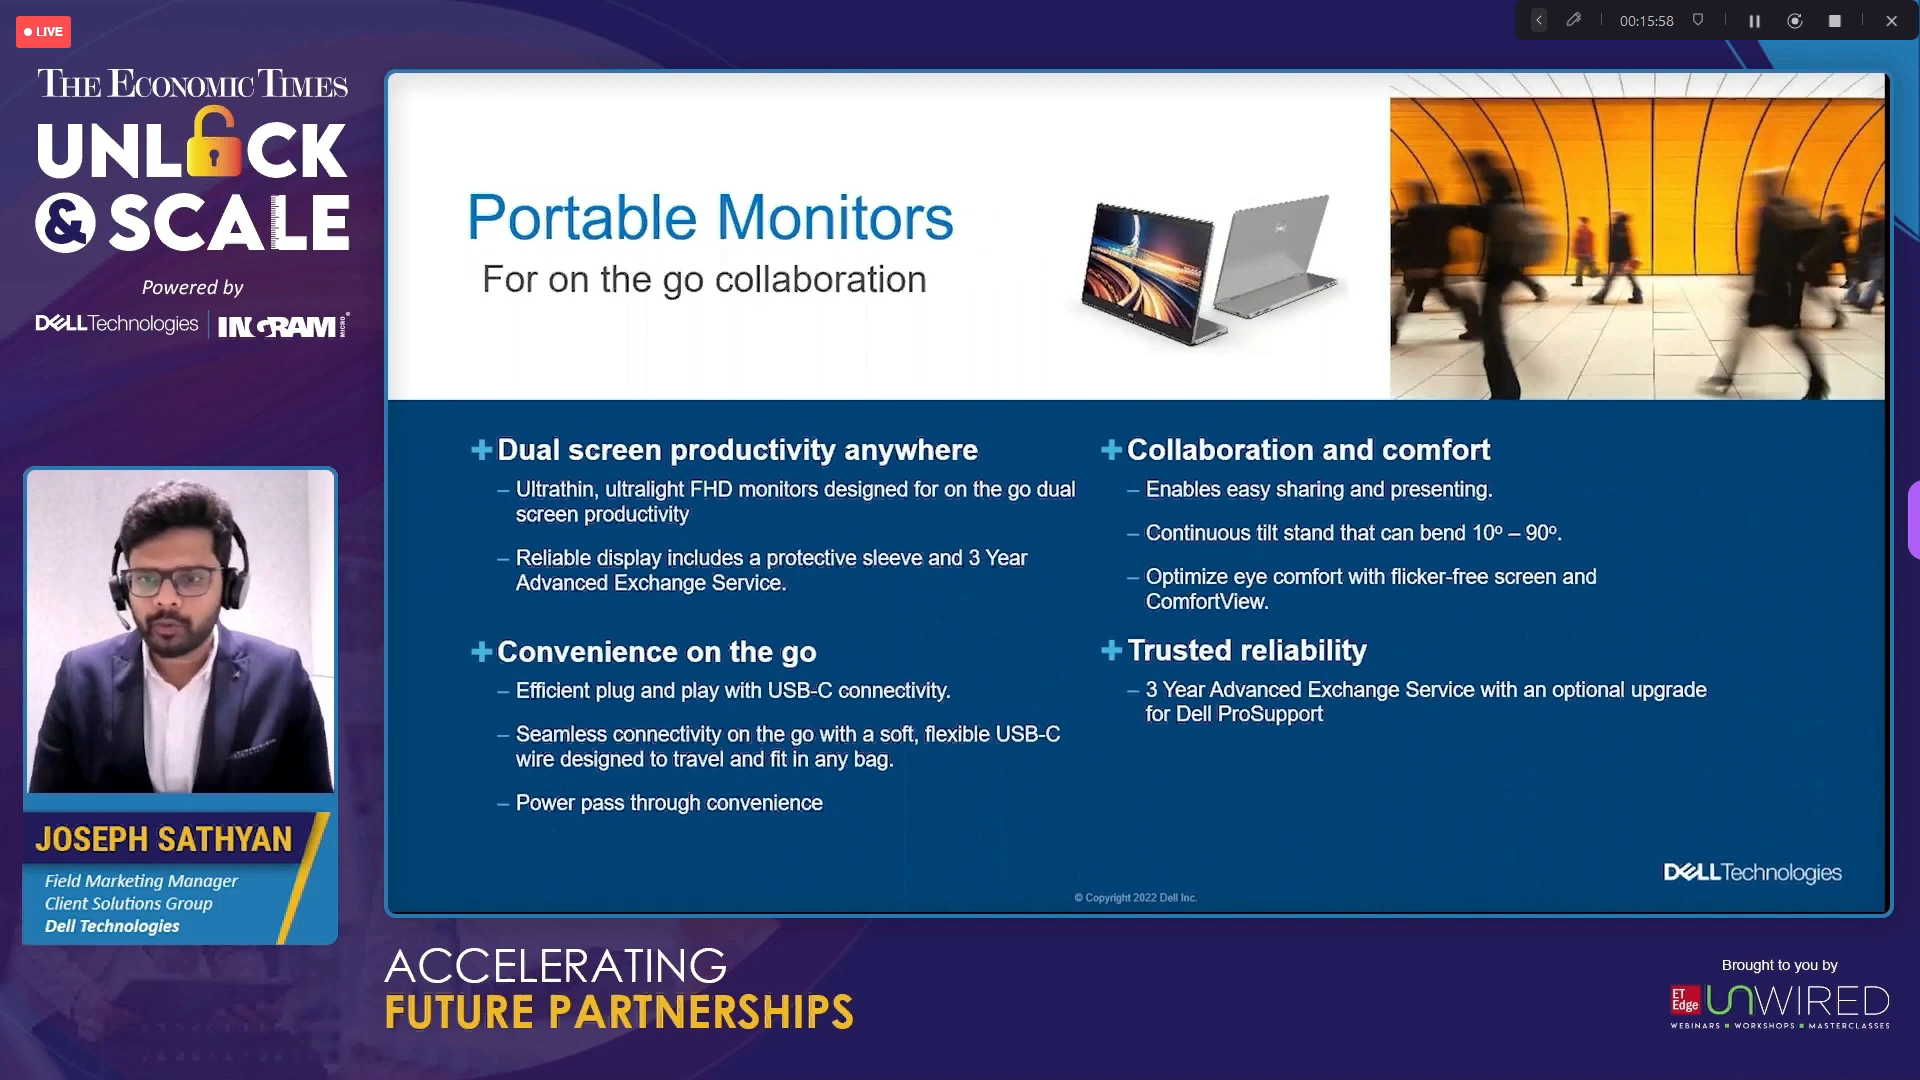 LIVE
00:15:58
THE ECONOMIC TIMES
UNLOCK
& SCALE
Powered by
DELLTechnologies | INGRAM MICRO
Portable Monitors
For on the go collaboration
Dual screen productivity anywhere
– Ultrathin, ultralight FHD monitors designed for on the go dual
screen productivity
– Reliable display includes a protective sleeve and 3 Year
Advanced Exchange Service.
Convenience on the go
– Efficient plug and play with USB-C connectivity.
– Seamless connectivity on the go with a soft, flexible USB-C
wire designed to travel and fit in any bag.
– Power pass through convenience
Collaboration and comfort
– Enables easy sharing and presenting.
– Continuous tilt stand that can bend 10º – 90º.
– Optimize eye comfort with flicker-free screen and
ComfortView.
Trusted reliability
– 3 Year Advanced Exchange Service with an optional upgrade
for Dell ProSupport
DELLTechnologies
© Copyright 2022 Dell Inc.
JOSEPH SATHYAN
Field Marketing Manager
Client Solutions Group
Dell Technologies
ACCELERATING
FUTURE PARTNERSHIPS
Brought to you by
ET Edge UNWIRED
WEBINARS ▪ WORKSHOPS ▪ MASTERCLASSES